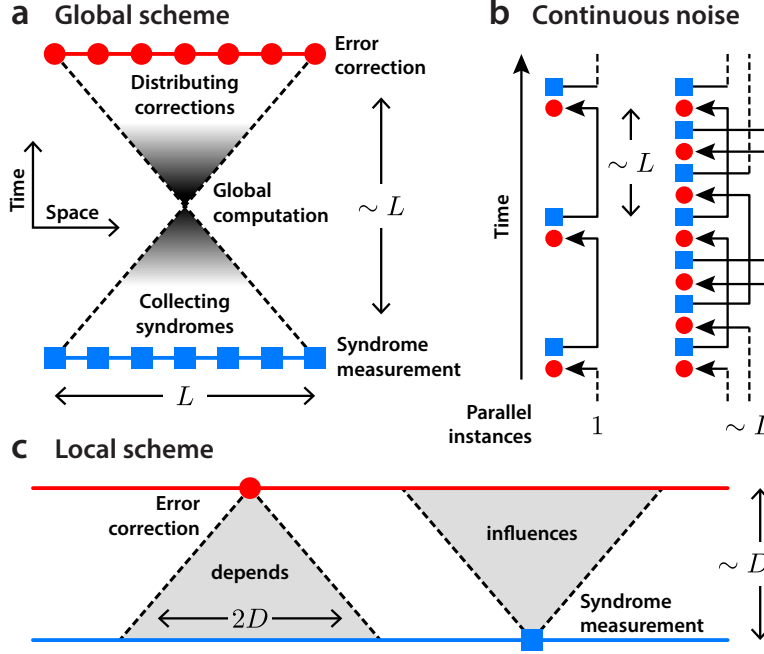 a Global scheme
Error
correction
Distributing
corrections
Time
Space
Global
computation
∼ L
Collecting
syndromes
Syndrome
measurement
L
b Continuous noise
Time
∼ L
Parallel
instances
1
∼ L
c Local scheme
Error
correction
depends
2D
influences
Syndrome
measurement
∼ D